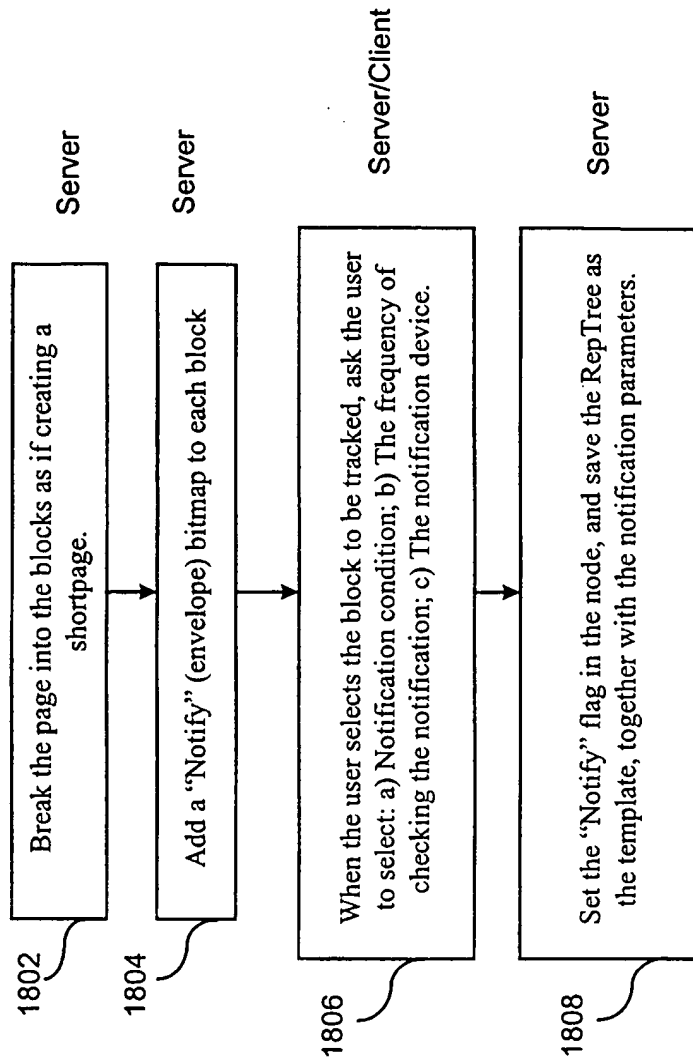 1802
Break the page into the blocks as if creating a
shortpage.
Server
1804
Add a “Notify” (envelope) bitmap to each block
Server
1806
When the user selects the block to be tracked, ask the user
to select: a) Notification condition; b) The frequency of
checking the notification; c) The notification device.
Server/Client
1808
Set the “Notify” flag in the node, and save the RepTree as
the template, together with the notification parameters.
Server